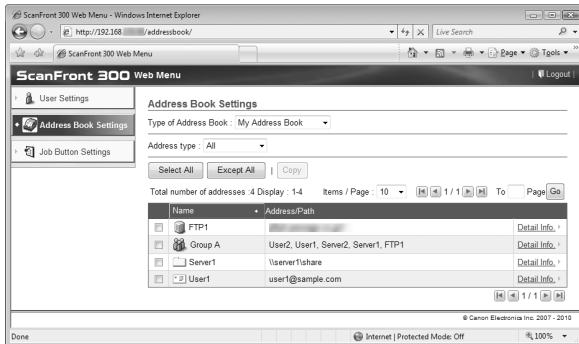 ScanFront 300 Web Menu - Windows Internet Explorer
http://192.168. /addressbook/
Live Search
ScanFront 300 Web Menu
Page Tools
ScanFront 300 Web Menu
Logout
User Settings
Address Book Settings
Job Button Settings
Address Book Settings
Type of Address Book : My Address Book
Address type : All
Select All Except All | Copy
Total number of addresses :4 Display : 1-4 Items / Page : 10 1 / 1 To Page Go
Name Address/Path
FTP1 Detail Info.
Group A User2, User1, Server2, Server1, FTP1 Detail Info.
Server1 \\server1\share Detail Info.
User1 user1@sample.com Detail Info.
1 / 1
© Canon Electronics Inc. 2007 - 2010
Done Internet | Protected Mode: Off 100%